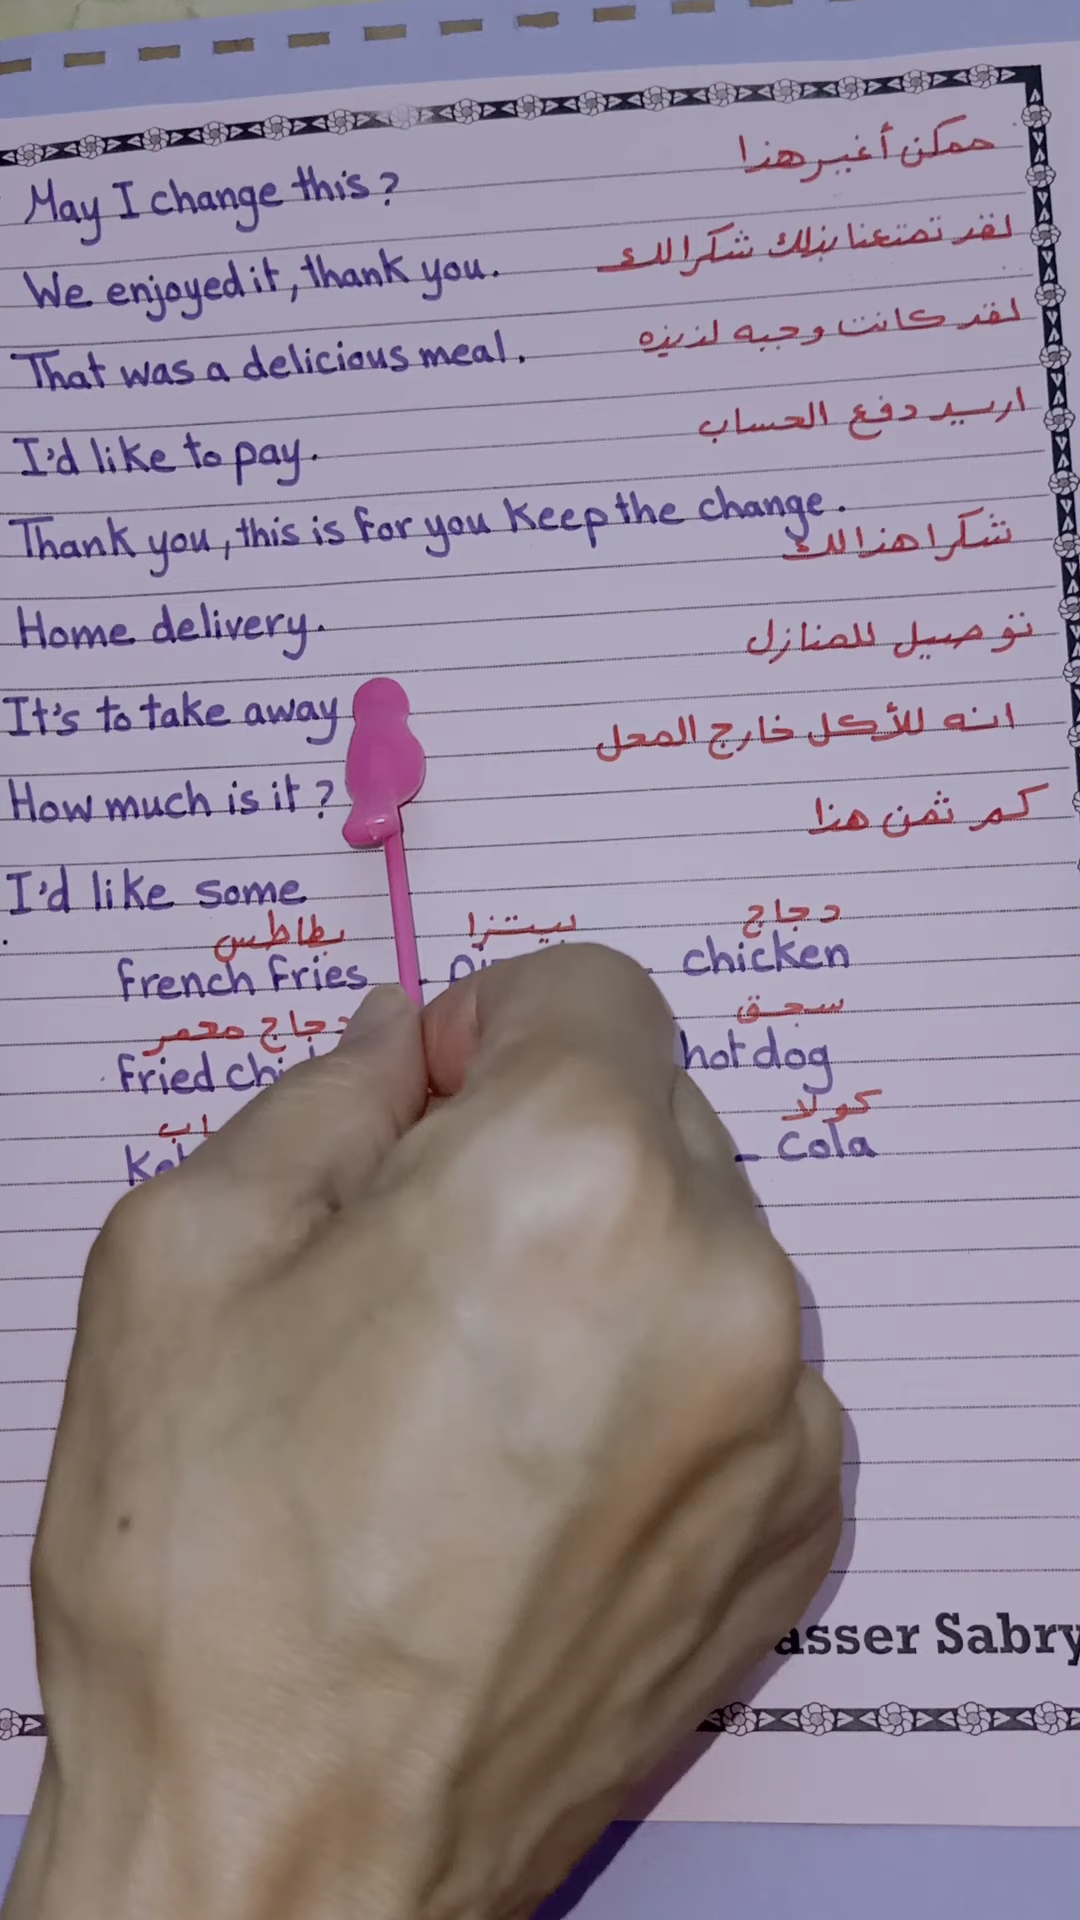 May I change this? ممكن أغير هذا
We enjoyed it, thank you. لقد تمتعنا بذلك شكرا لك
That was a delicious meal. لقد كانت وجبه لذيذه
I'd like to pay. اريد دفع الحساب
Thank you, this is for you keep the change.
شكرا هذا لك
Home delivery. توصيل للمنازل
It's to take away انه للأكل خارج المحل
How much is it? كم ثمن هذا
I'd like some
بطاطس بيتزا دجاج
French fries - chicken
دجاج محمر سجق
Fried hot dog
كولا
- cola
Sabry